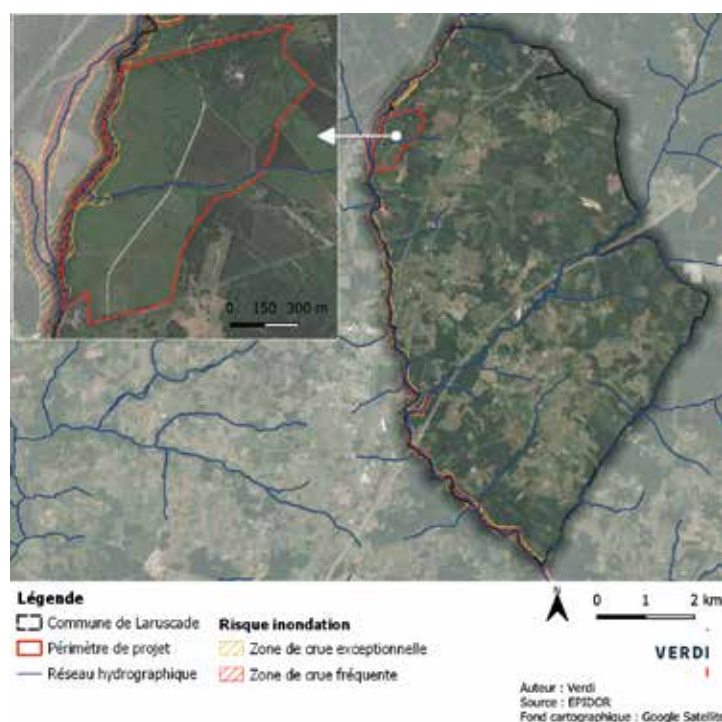 0 150 300 m
Légende
Commune de Laruscade
Périmètre de projet
Réseau hydrographique
Risque inondation
Zone de crue exceptionnelle
Zone de crue fréquente
N
0 1 2 km
VERDI
Auteur : Verdi
Source : EPIDOR
Fond cartographique : Google Satellite